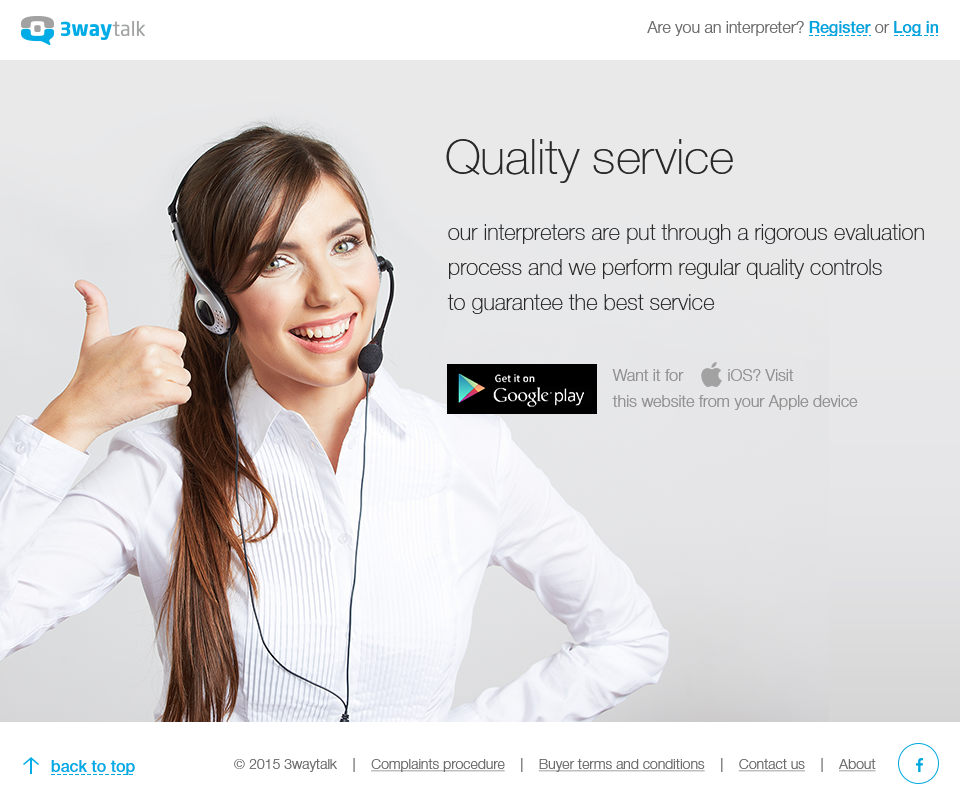 3waytalk
Are you an interpreter? Register or Log in
Quality service
our interpreters are put through a rigorous evaluation
process and we perform regular quality controls
to guarantee the best service
Get it on
Google play
Want it for iOS? Visit
this website from your Apple device
back to top
© 2015 3waytalk | Complaints procedure | Buyer terms and conditions | Contact us | About
f